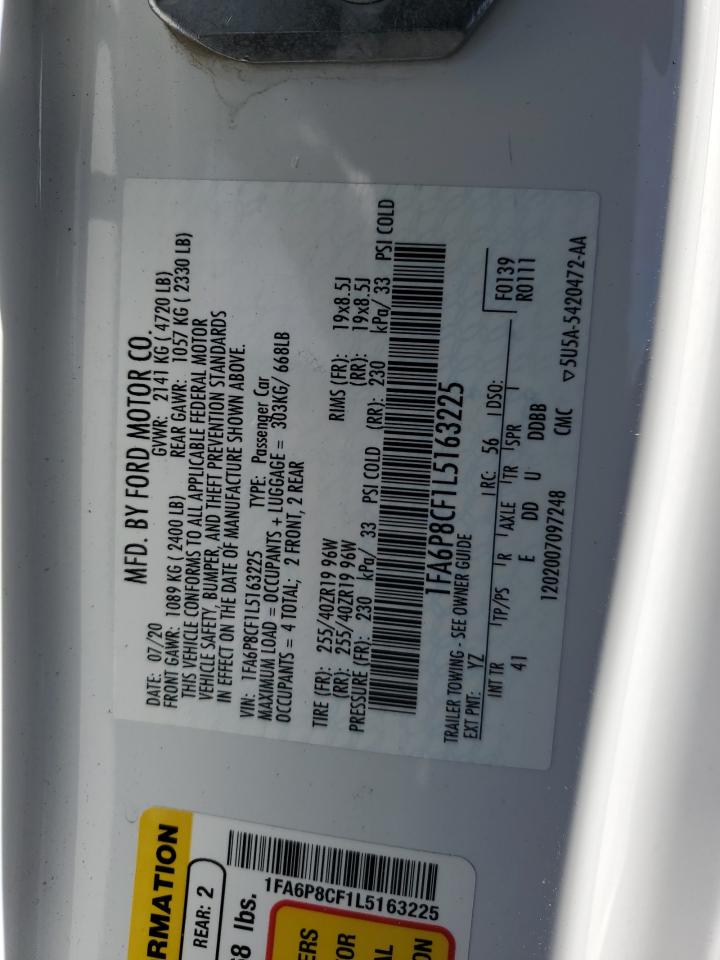 MFD. BY FORD MOTOR CO.
DATE: 07/20 GVWR: 2141 KG ( 4720 LB)
FRONT GAWR: 1089 KG ( 2400 LB) REAR GAWR: 1057 KG ( 2330 LB)
THIS VEHICLE CONFORMS TO ALL APPLICABLE FEDERAL MOTOR
VEHICLE SAFETY, BUMPER, AND THEFT PREVENTION STANDARDS
IN EFFECT ON THE DATE OF MANUFACTURE SHOWN ABOVE.
VIN: 1FA6P8CF1L5163225 TYPE: Passenger Car
MAXIMUM LOAD = OCCUPANTS + LUGGAGE = 303KG/ 668LB
OCCUPANTS = 4 TOTAL; 2 FRONT, 2 REAR
TIRE (FR): 255/40ZR19 96W RIMS (FR): 19x8.5J
(RR): 255/40ZR19 96W (RR): 19x8.5J
PRESSURE (FR): 230 kPa/ 33 PSI COLD (RR): 230 kPa/ 33 PSI COLD
1FA6P8CF1L5163225
TRAILER TOWING - SEE OWNER GUIDE
EXT PNT: YZ RC: 56 DSO: F0139
R0111
INT TR TP/PS R AXLE TR SPR
41 E DD U DDBB
1202007097248 CMC ▽5U5A-5420472-AA
RMATION
REAR: 2
68 lbs.
1FA6P8CF1L5163225
ERS
OR
AL
ON